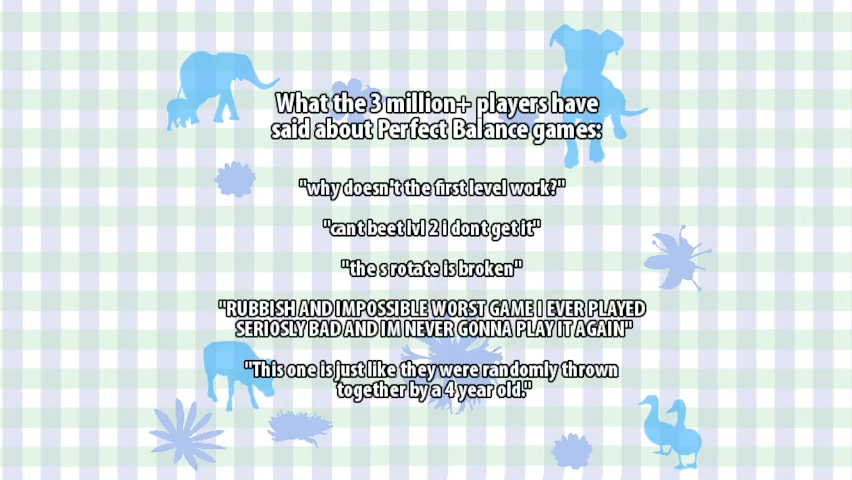 What the 3 million+ players have
said about Perfect Balance games:
"why doesn't the first level work?"
"cant beet lvl 2 i dont get it"
"the s rotate is broken"
"RUBBISH AND IMPOSSIBLE WORST GAME I EVER PLAYED
SERIOSLY BAD AND IM NEVER GONNA PLAY IT AGAIN"
"This one is just like they were randomly thrown
together by a 4 year old."